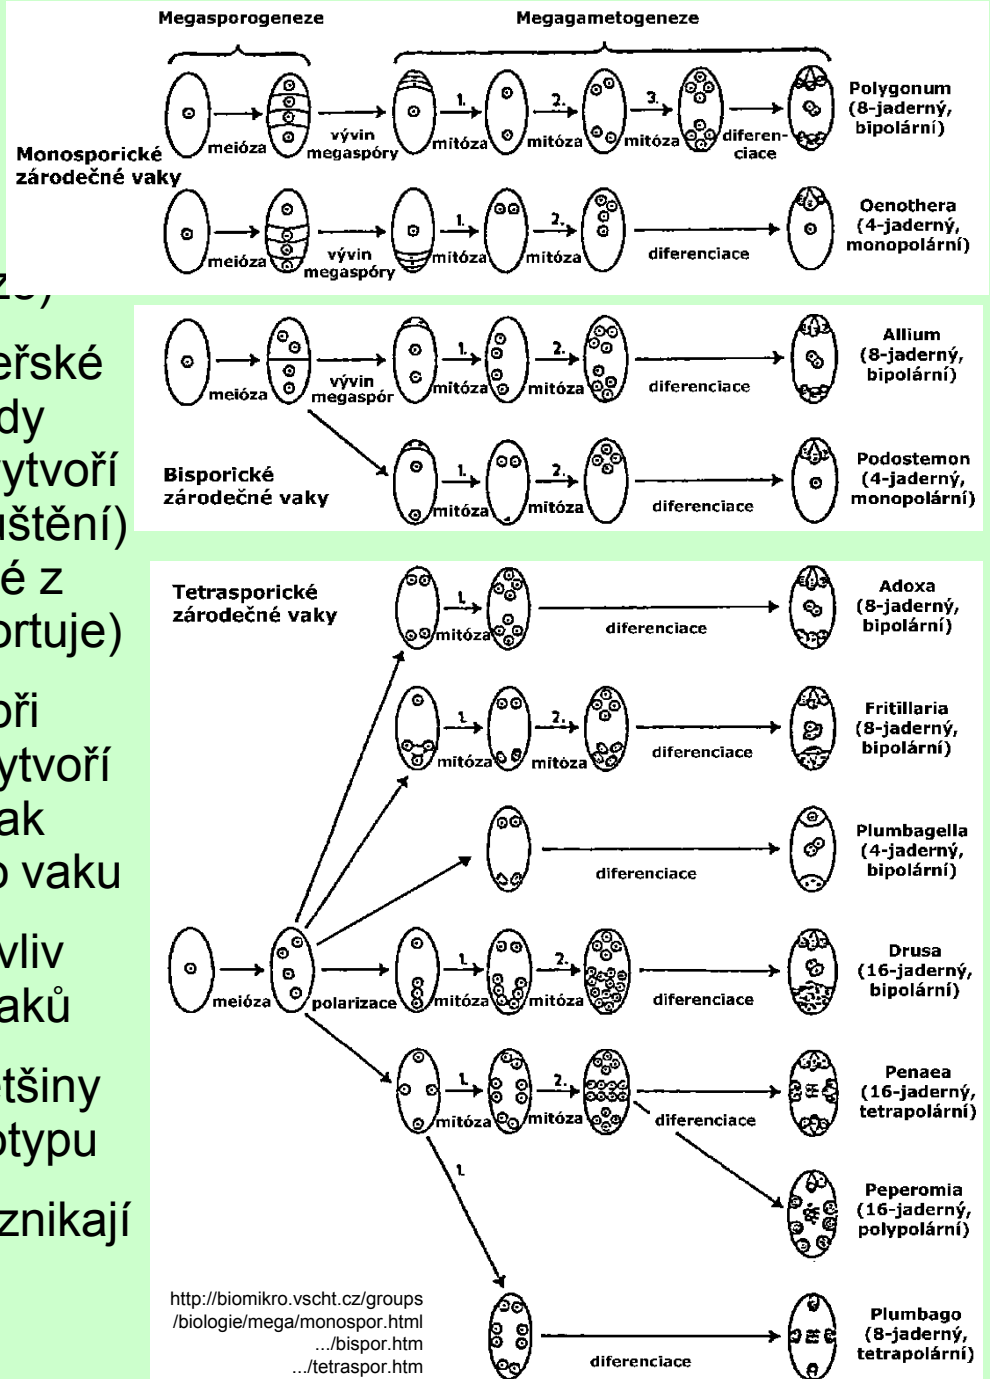 Megasporogeneze
Megagametogeneze
meióza
vývin
megaspóry
1.
mitóza
2.
mitóza
3.
mitóza
diferen-
ciace
Polygonum
(8-jaderný,
bipolární)
Monosporické
zárodečné vaky
meióza
vývin
megaspóry
1.
mitóza
2.
mitóza
diferenciace
Oenothera
(4-jaderný,
monopolární)
eřské
dy
ytvoří
uštění)
é z
ortuje)
oři
ytvoří
ak
o vaku
vliv
aků
ětšiny
otypu
znikají
meióza
vývin
megaspór
1.
mitóza
2.
mitóza
diferenciace
Allium
(8-jaderný,
bipolární)
Bisporické
zárodečné vaky
1.
mitóza
2.
mitóza
diferenciace
Podostemon
(4-jaderný,
monopolární)
Tetrasporické
zárodečné vaky
1.
mitóza
diferenciace
Adoxa
(8-jaderný,
bipolární)
1.
mitóza
2.
mitóza
diferenciace
Fritillaria
(8-jaderný,
bipolární)
diferenciace
Plumbagella
(4-jaderný,
bipolární)
meióza
polarizace
1.
mitóza
2.
mitóza
diferenciace
Drusa
(16-jaderný,
bipolární)
1.
mitóza
2.
mitóza
diferenciace
Penaea
(16-jaderný,
tetrapolární)
Peperomia
(16-jaderný,
polypolární)
1.
diferenciace
Plumbago
(8-jaderný,
tetrapolární)
http://biomikro.vscht.cz/groups
/biologie/mega/monospor.html
.../bispor.htm
.../tetraspor.htm